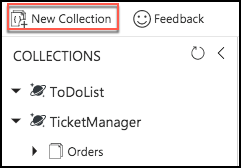 New Collection Feedback
COLLECTIONS
ToDoList
TicketManager
Orders